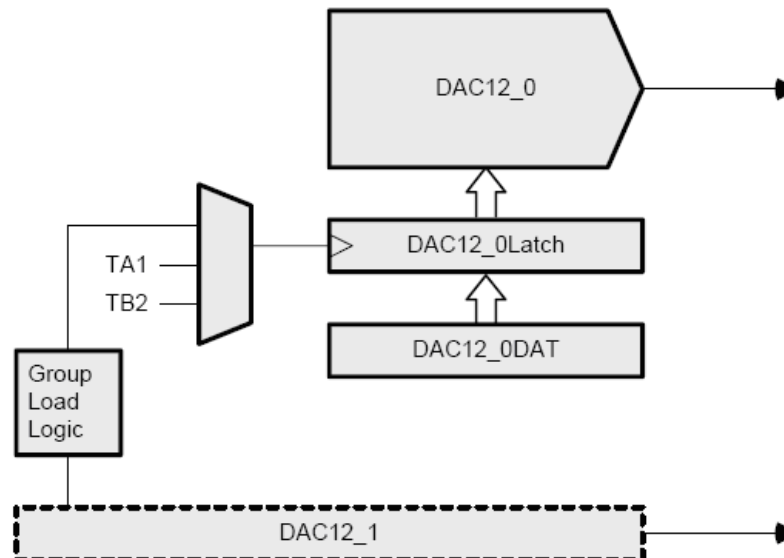 DAC12_0
DAC12_0Latch
TA1
TB2
DAC12_0DAT
Group
Load
Logic
DAC12_1